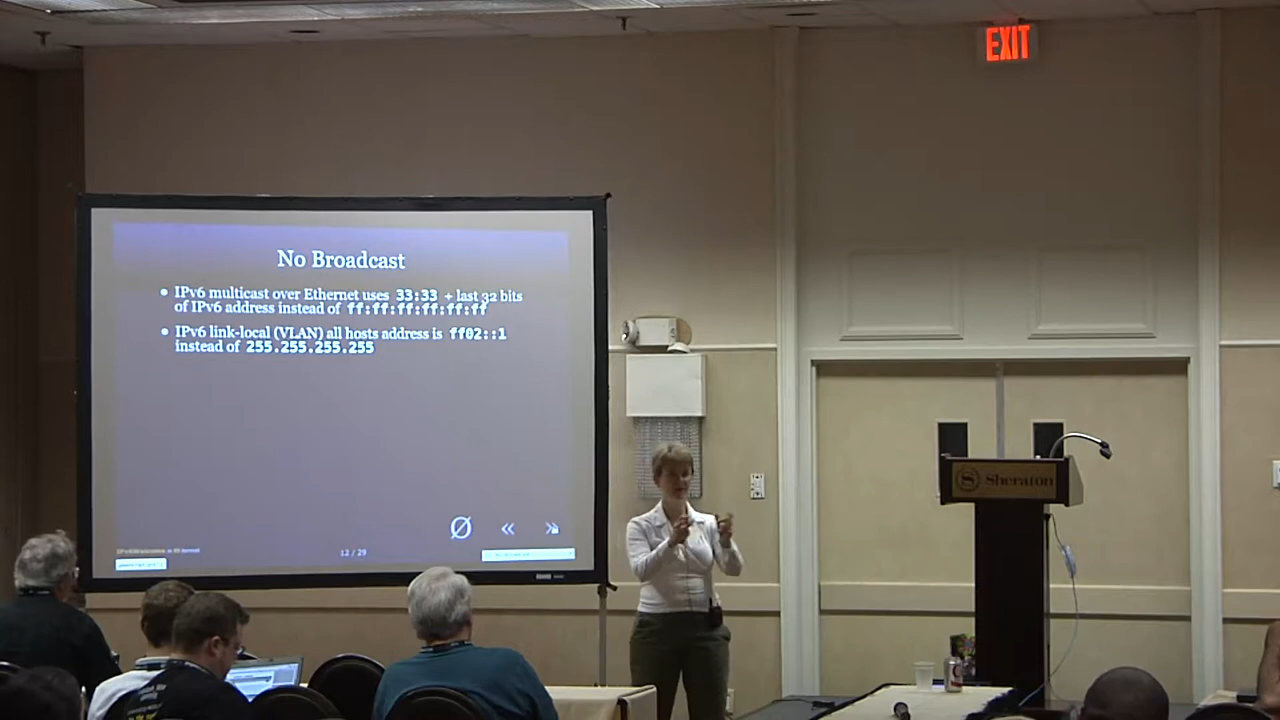 EXIT
No Broadcast
• IPv6 multicast over Ethernet uses 33:33 + last 32 bits
of IPv6 address instead of ff:ff:ff:ff:ff:ff
• IPv6 link-local (VLAN) all hosts address is ff02::1
instead of 255.255.255.255
Ø « »
12 / 29
S Sheraton